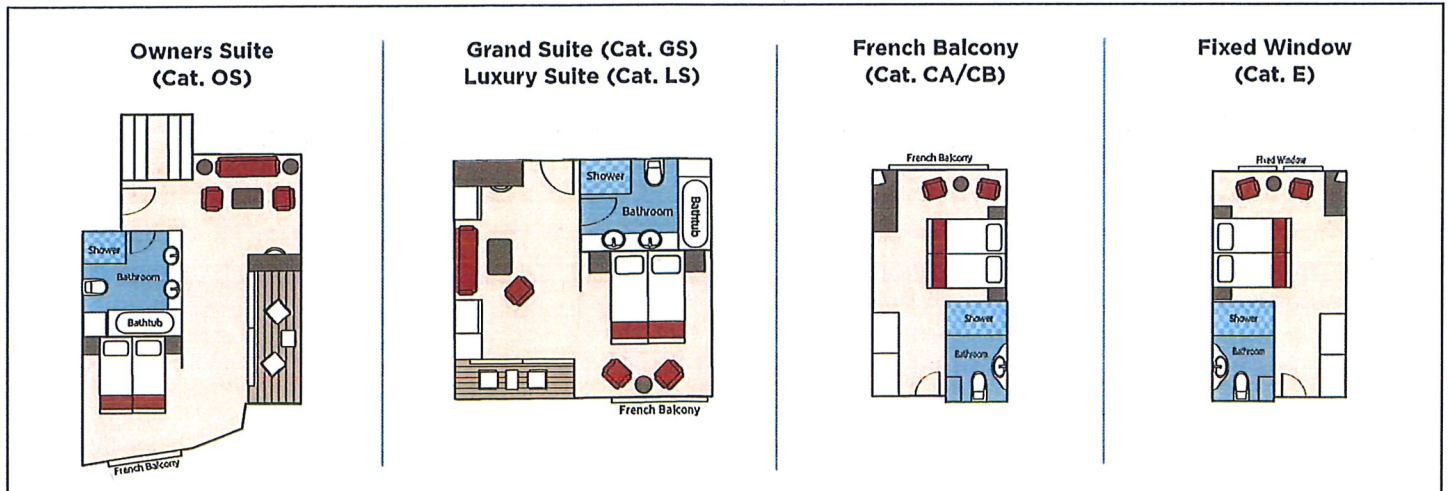 Owners Suite
(Cat. OS)
Shower
Bathroom
Bathtub
French Balcony
Grand Suite (Cat. GS)
Luxury Suite (Cat. LS)
Shower
Bathroom
Bathtub
French Balcony
French Balcony
(Cat. CA/CB)
French Balcony
Shower
Bathroom
Fixed Window
(Cat. E)
Fixed Window
Shower
Bathroom